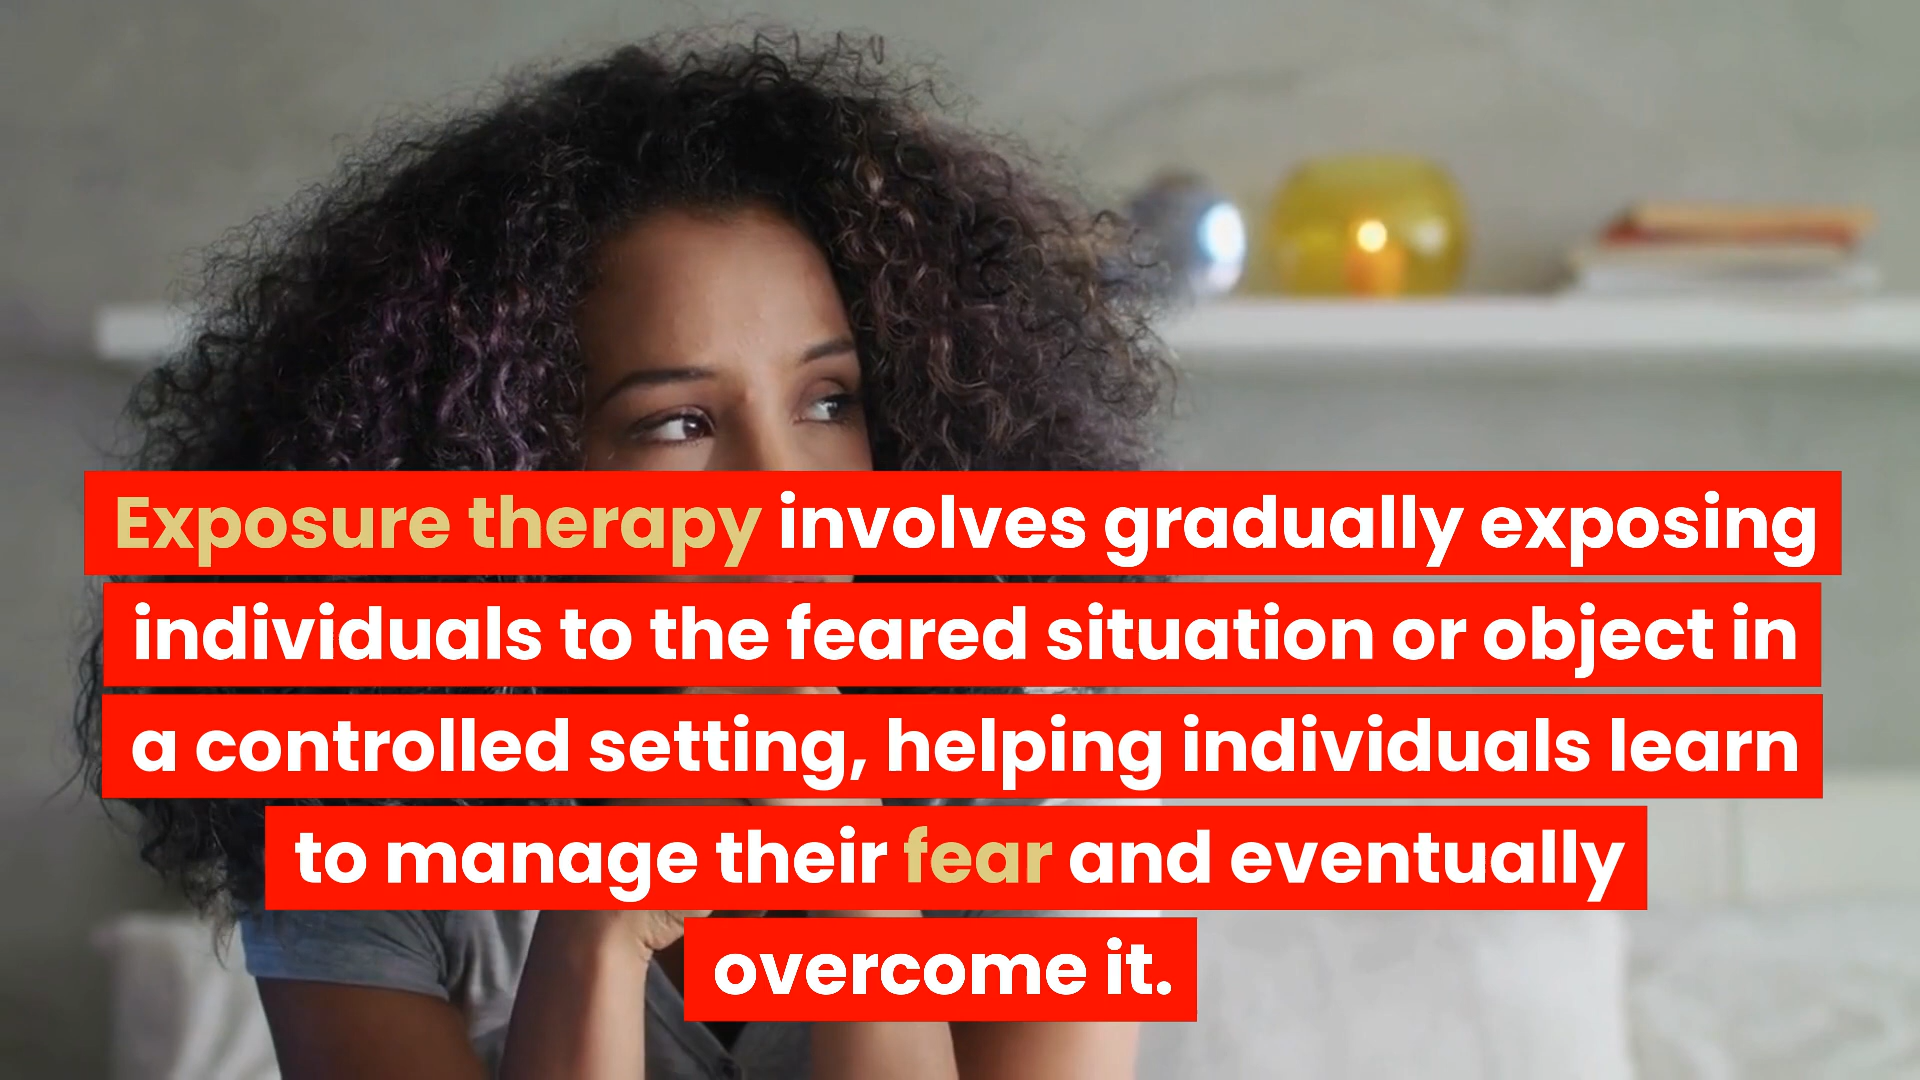 Exposure therapy involves gradually exposing
individuals to the feared situation or object in
a controlled setting, helping individuals learn
to manage their fear and eventually
overcome it.